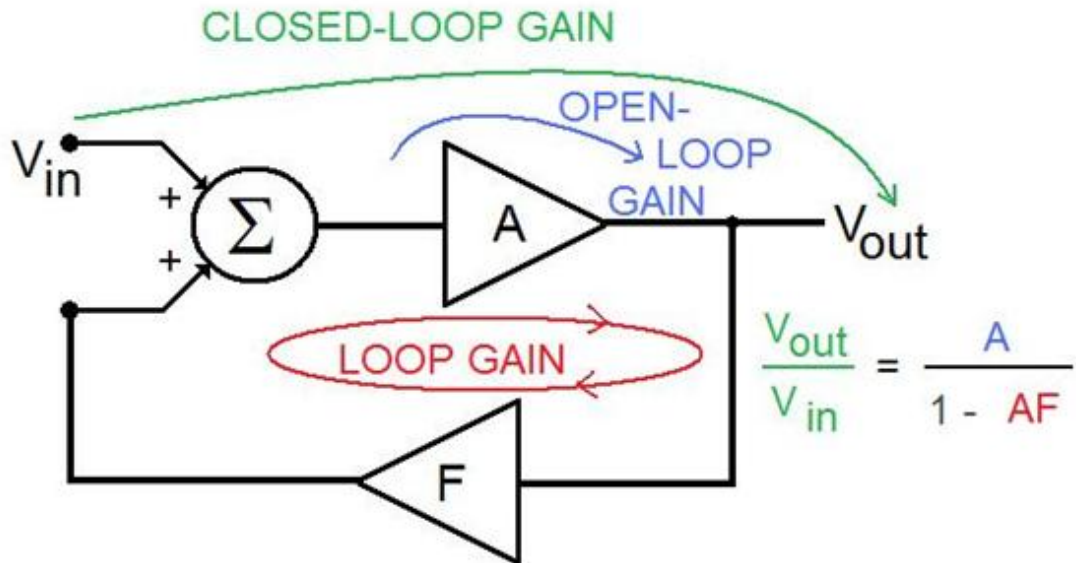 CLOSED-LOOP GAIN
OPEN-
LOOP
GAIN
Vin
+
Σ
A
Vout
+
LOOP GAIN
Vout
Vin
=
A
1 - AF
F